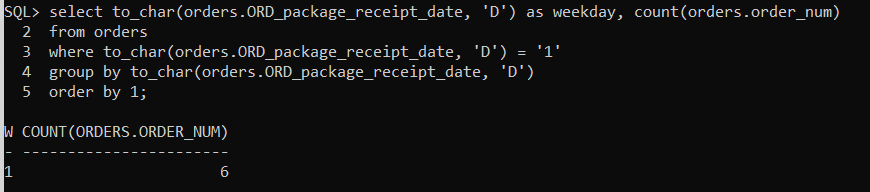 SQL> select to_char(orders.ORD_package_receipt_date, 'D') as weekday, count(orders.order_num)
  2  from orders
  3  where to_char(orders.ORD_package_receipt_date, 'D') = '1'
  4  group by to_char(orders.ORD_package_receipt_date, 'D')
  5  order by 1;
W COUNT(ORDERS.ORDER_NUM)
- -----------------------
1                       6